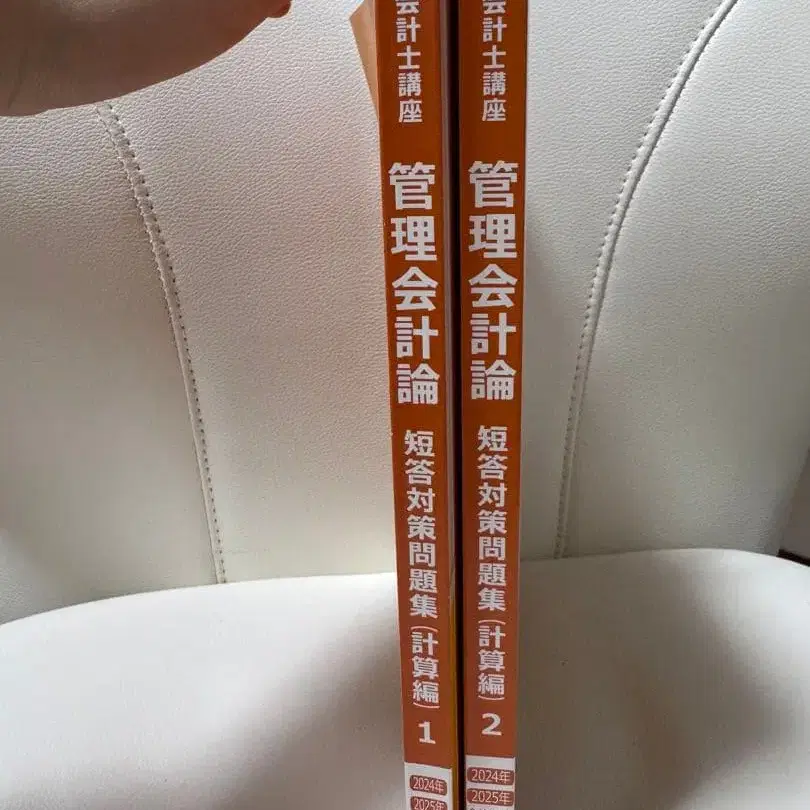 会計士講座
管理会計論
短答対策問題集(計算編)
1
2024年
2025年
会計士講座
管理会計論
短答対策問題集(計算編)
2
2024年
2025年